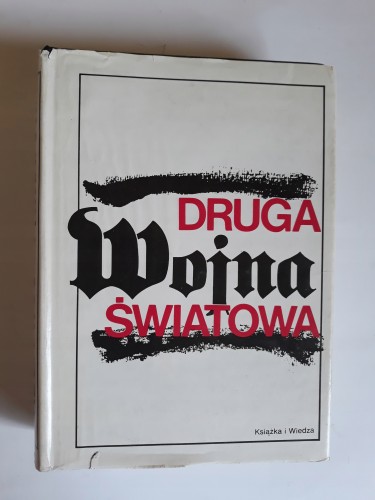 DRUGA
Wojna
ŚWIATOWA
Książka i Wiedza